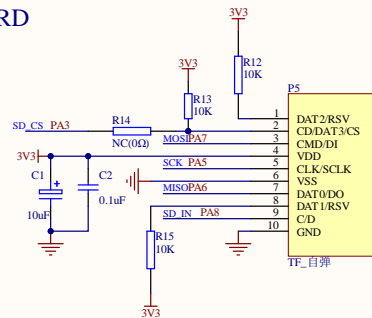 RD
3V3
R12
10K
3V3
R13
10K
P5
SD_CS PA3
R14
NC(0Ω)
1 DAT2/RSV
2 CD/DAT3/CS
MOSI PA7 3 CMD/DI
3V3 4 VDD
SCK PA5 5 CLK/SCLK
6 VSS
MISO PA6 7 DAT0/DO
8 DAT1/RSV
SD_IN PA8 9 C/D
10 GND
TF_自弹
C1
+
10uF
C2
0.1uF
R15
10K
3V3